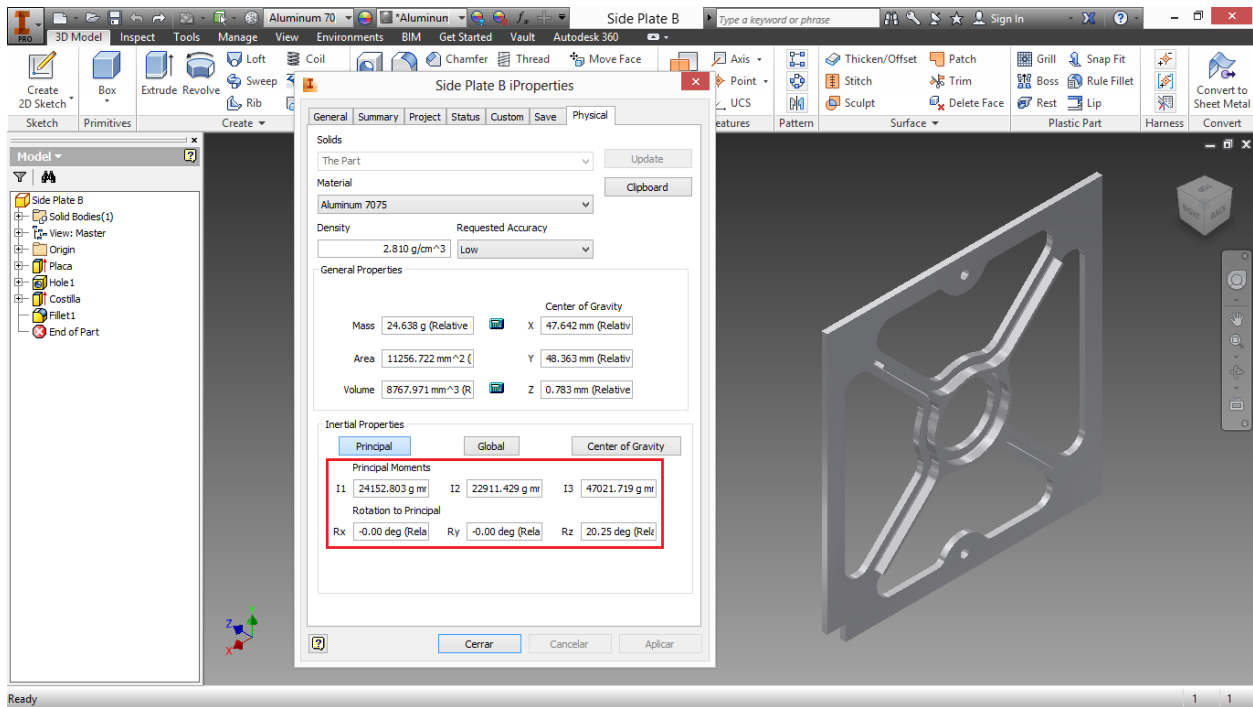 Aluminum 70
*Aluminun
Side Plate B
Type a keyword or phrase
Sign In
PRO
3D Model
Inspect
Tools
Manage
View
Environments
BIM
Get Started
Vault
Autodesk 360
Create
2D Sketch
Box
Extrude
Revolve
Loft
Sweep
Rib
Coil
Chamfer
Thread
Move Face
Axis
Point
UCS
Thicken/Offset
Stitch
Sculpt
Patch
Trim
Delete Face
Grill
Boss
Rest
Snap Fit
Rule Fillet
Lip
Convert to
Sheet Metal
Sketch
Primitives
Create
eatures
Pattern
Surface
Plastic Part
Harness
Convert
Model
Side Plate B
Solid Bodies(1)
View: Master
Origin
Placa
Hole1
Costilla
Fillet1
End of Part
Side Plate B iProperties
General
Summary
Project
Status
Custom
Save
Physical
Solids
The Part
Update
Material
Clipboard
Aluminum 7075
Density
Requested Accuracy
2.810 g/cm^3
Low
General Properties
Center of Gravity
Mass
24.638 g (Relative
X
47.642 mm (Relativ
Area
11256.722 mm^2 (
Y
48.363 mm (Relativ
Volume
8767.971 mm^3 (R
Z
0.783 mm (Relative
Inertial Properties
Principal
Global
Center of Gravity
Principal Moments
I1
24152.803 g mr
I2
22911.429 g mr
I3
47021.719 g mr
Rotation to Principal
Rx
-0.00 deg (Rela
Ry
-0.00 deg (Rela
Rz
20.25 deg (Rela
Cerrar
Cancelar
Aplicar
RIGHT
BACK
Z
Y
X
Ready
1
1